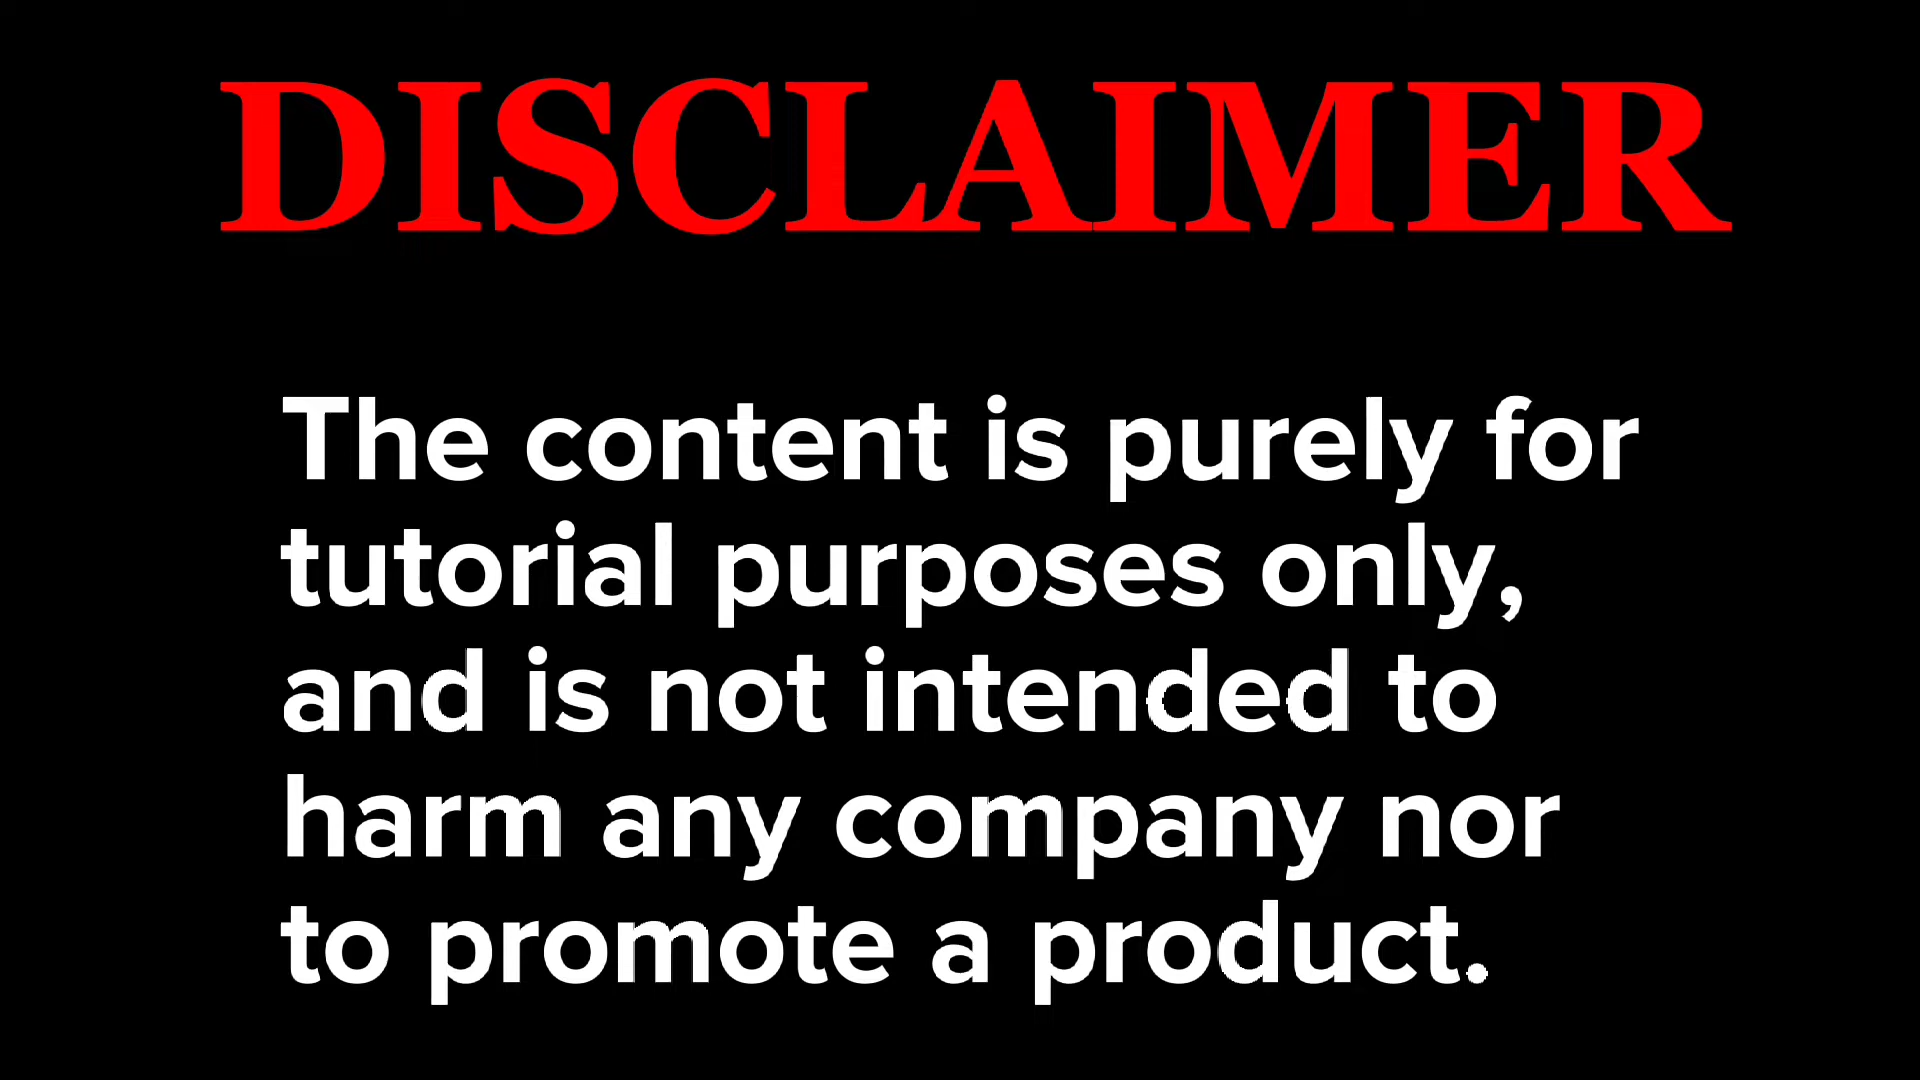 DISCLAIMER
The content is purely for
tutorial purposes only,
and is not intended to
harm any company nor
to promote a product.